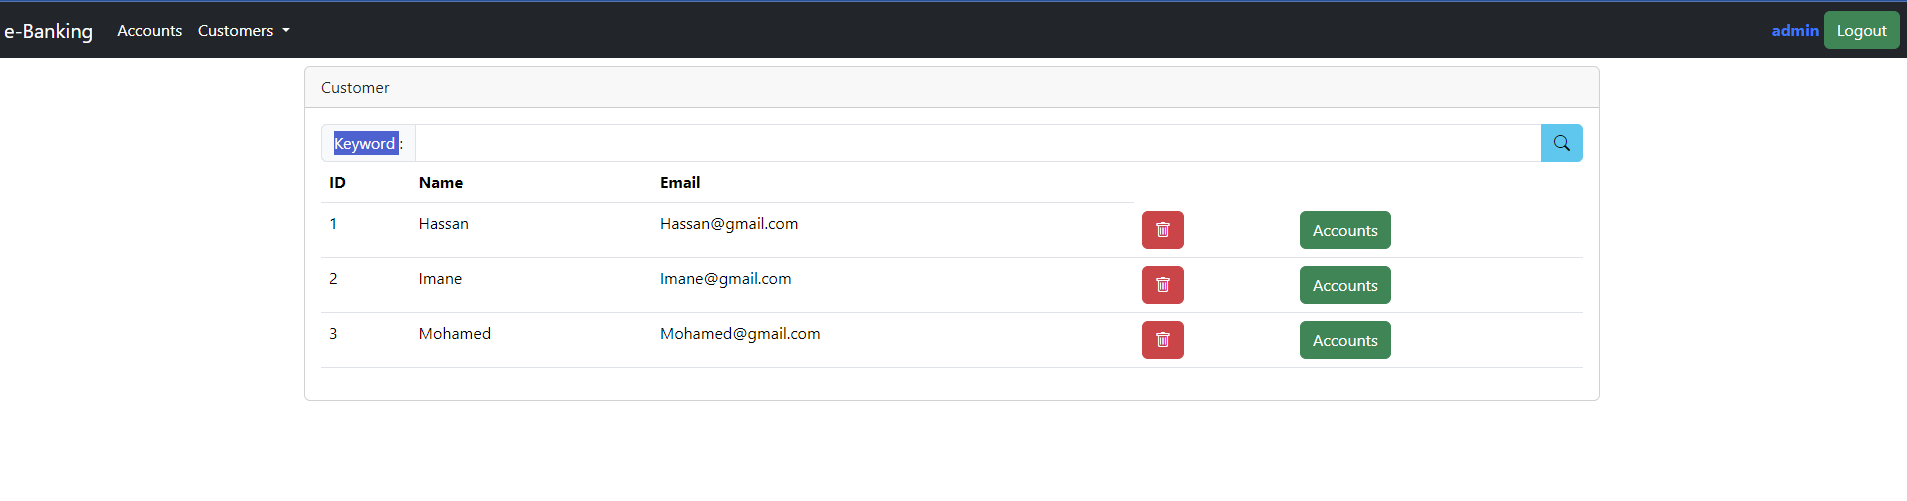 e-Banking Accounts Customers admin Logout
Customer
Keyword :
ID Name Email
1 Hassan Hassan@gmail.com Accounts
2 Imane Imane@gmail.com Accounts
3 Mohamed Mohamed@gmail.com Accounts